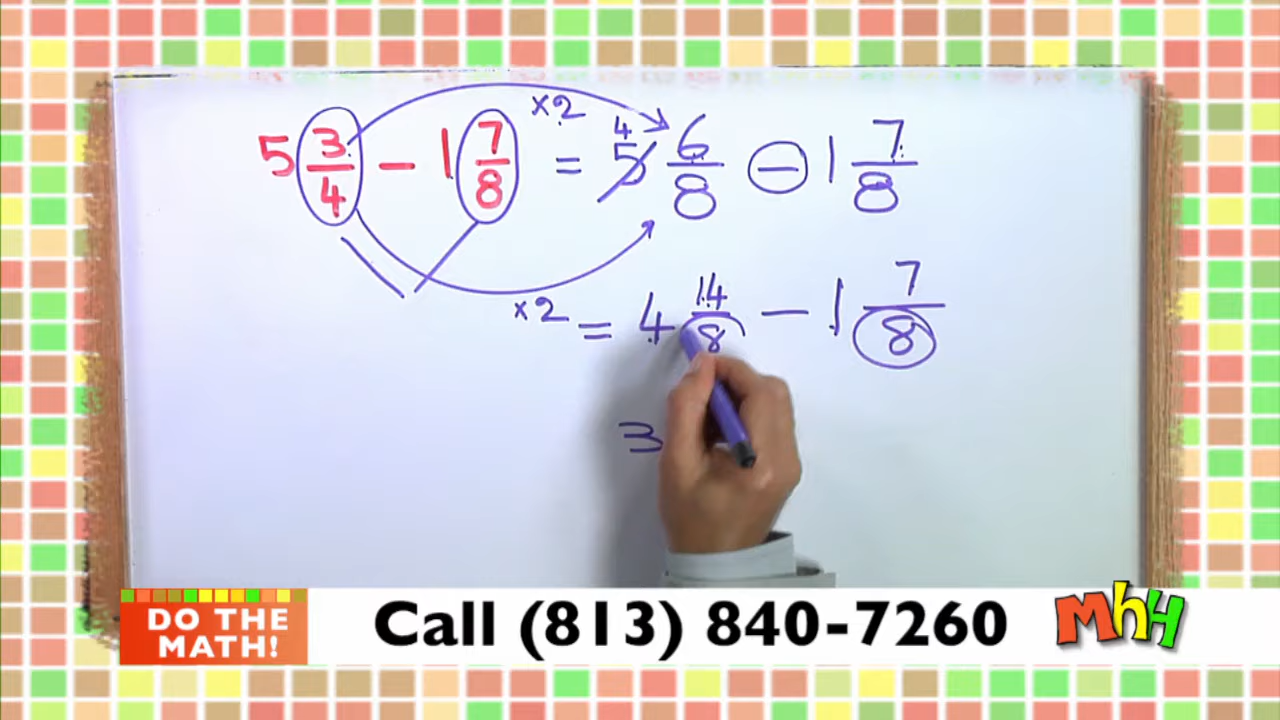 ×2
5 3/4 − 1 7/8 = 4 5 6/8 − 1 7/8
×2 = 4 14/8 − 1 7/8
3
DO THE MATH!
Call (813) 840-7260
MhH